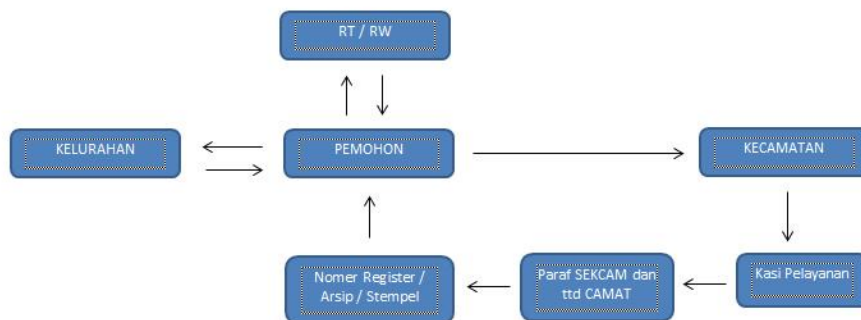 RT / RW
KELURAHAN
PEMOHON
KECAMATAN
Nomer Register /
Arsip / Stempel
Paraf SEKCAM dan
ttd CAMAT
Kasi Pelayanan